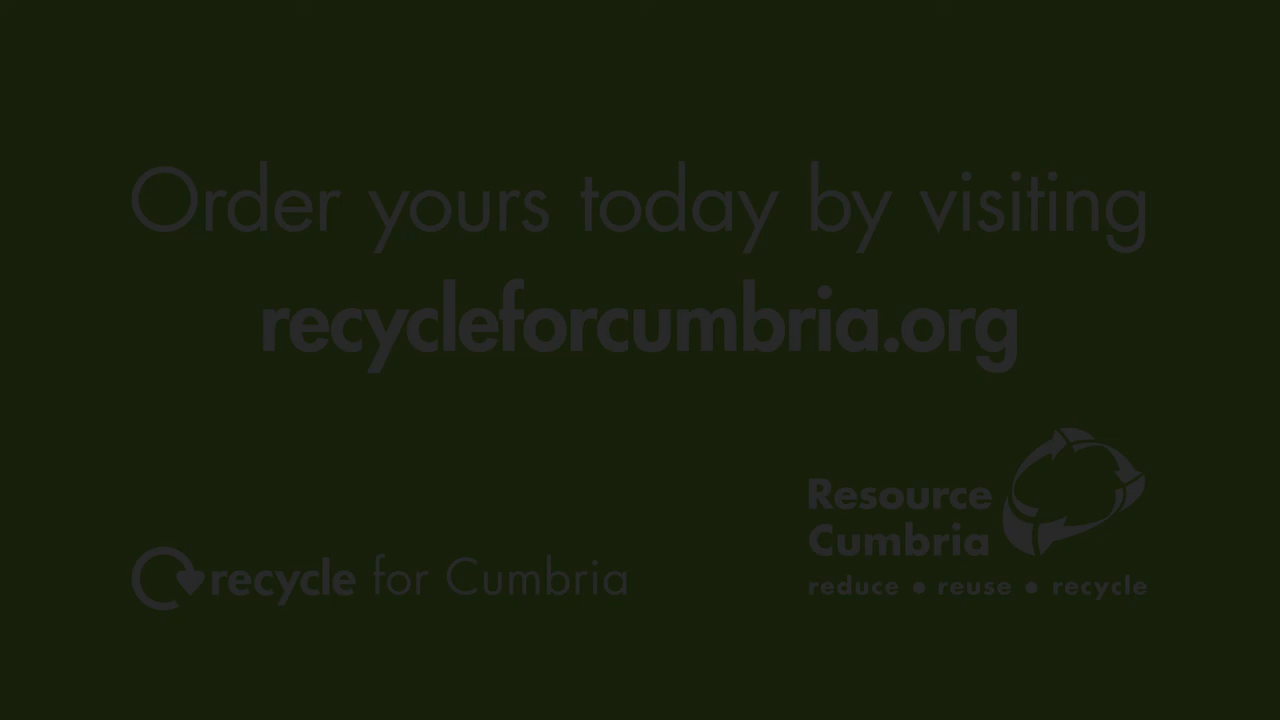 Order yours today by visiting
recycleforcumbria.org
Resource
Cumbria
recycle for Cumbria
reduce • reuse • recycle